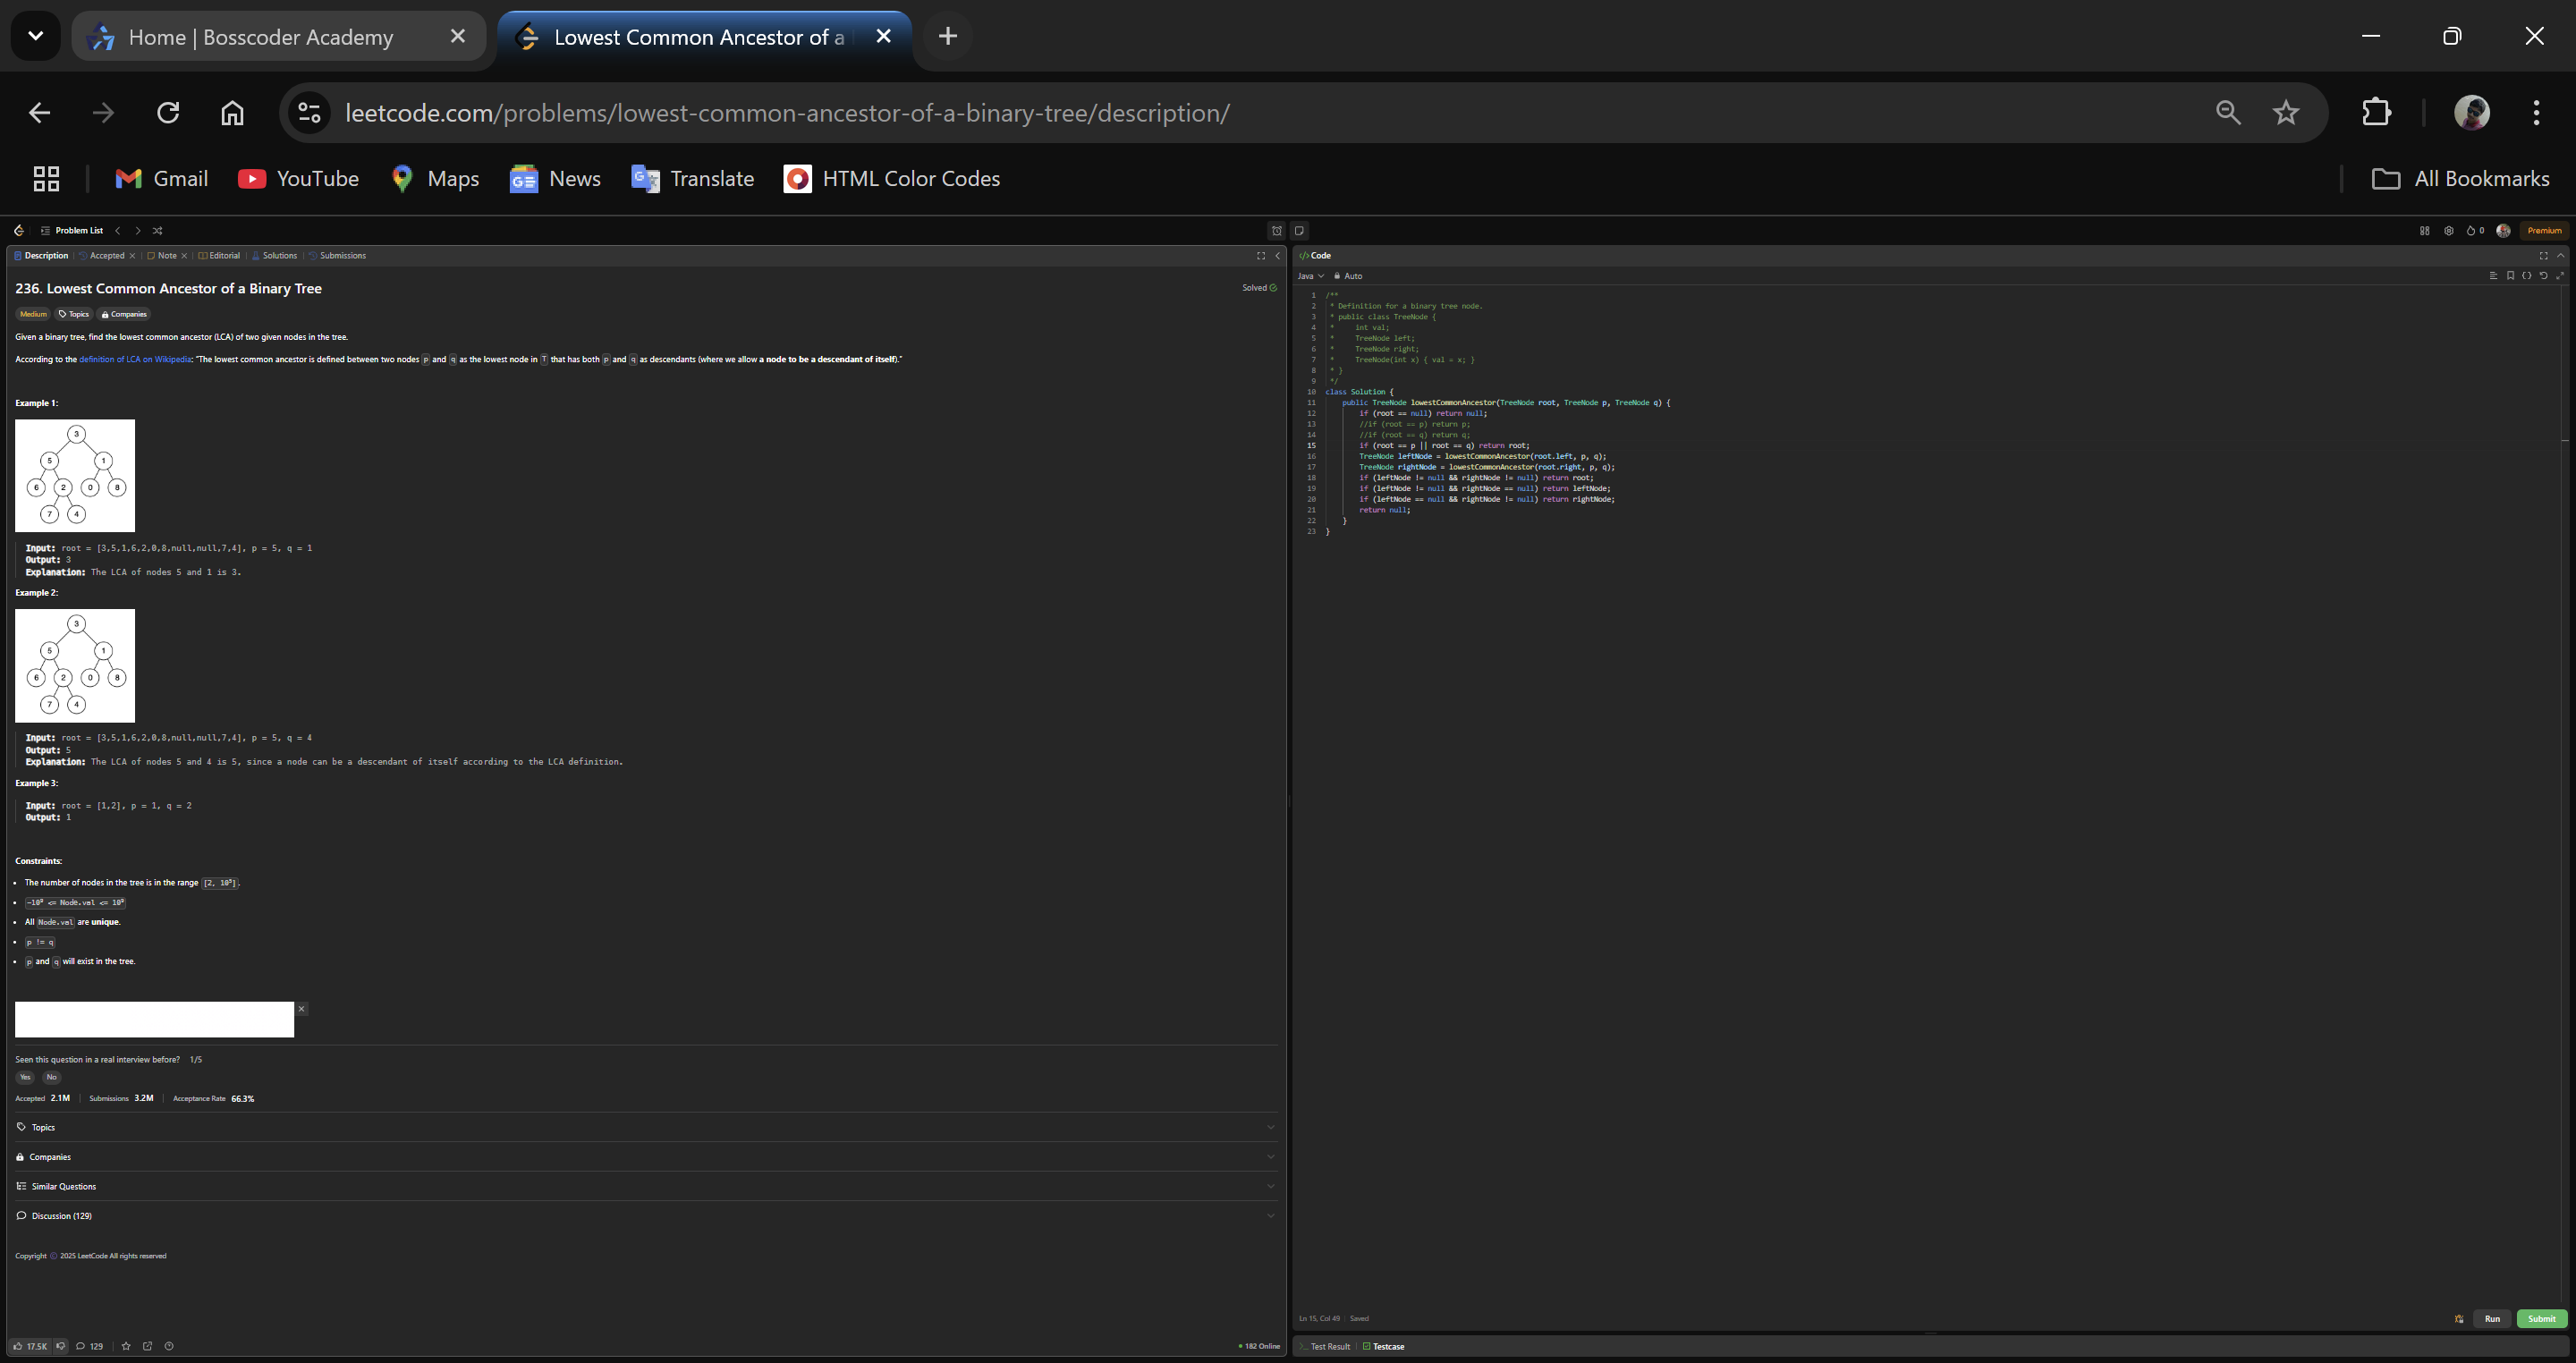 Home | Bosscoder Academy
Lowest Common Ancestor of a
leetcode.com/problems/lowest-common-ancestor-of-a-binary-tree/description/
Gmail
YouTube
Maps
News
Translate
HTML Color Codes
All Bookmarks
Problem List
0
Premium
Description
Accepted
Note
Editorial
Solutions
Submissions
236. Lowest Common Ancestor of a Binary Tree
Solved
Medium
Topics
Companies
Given a binary tree, find the lowest common ancestor (LCA) of two given nodes in the tree.
According to the definition of LCA on Wikipedia: "The lowest common ancestor is defined between two nodes p and q as the lowest node in T that has both p and q as descendants (where we allow a node to be a descendant of itself)."
Example 1:
3
5 1
6 2 0 8
7 4
Input: root = [3,5,1,6,2,0,8,null,null,7,4], p = 5, q = 1
Output: 3
Explanation: The LCA of nodes 5 and 1 is 3.
Example 2:
3
5 1
6 2 0 8
7 4
Input: root = [3,5,1,6,2,0,8,null,null,7,4], p = 5, q = 4
Output: 5
Explanation: The LCA of nodes 5 and 4 is 5, since a node can be a descendant of itself according to the LCA definition.
Example 3:
Input: root = [1,2], p = 1, q = 2
Output: 1
Constraints:
• The number of nodes in the tree is in the range [2, 10⁵].
• -10⁹ <= Node.val <= 10⁹
• All Node.val are unique.
• p != q
• p and q will exist in the tree.
Seen this question in a real interview before? 1/5
Yes
No
Accepted 2.1M
Submissions 3.2M
Acceptance Rate 66.3%
Topics
Companies
Similar Questions
Discussion (129)
Copyright © 2025 LeetCode All rights reserved
17.5K
129
182 Online
</> Code
Java
Auto
1 /**
2 * Definition for a binary tree node.
3 * public class TreeNode {
4 * int val;
5 * TreeNode left;
6 * TreeNode right;
7 * TreeNode(int x) { val = x; }
8 * }
9 */
10 class Solution {
11 public TreeNode lowestCommonAncestor(TreeNode root, TreeNode p, TreeNode q) {
12 if (root == null) return null;
13 //if (root == p) return p;
14 //if (root == q) return q;
15 if (root == p || root == q) return root;
16 TreeNode leftNode = lowestCommonAncestor(root.left, p, q);
17 TreeNode rightNode = lowestCommonAncestor(root.right, p, q);
18 if (leftNode != null && rightNode != null) return root;
19 if (leftNode != null && rightNode == null) return leftNode;
20 if (leftNode == null && rightNode != null) return rightNode;
21 return null;
22 }
23 }
Ln 15, Col 49
Saved
Run
Submit
Test Result
Testcase